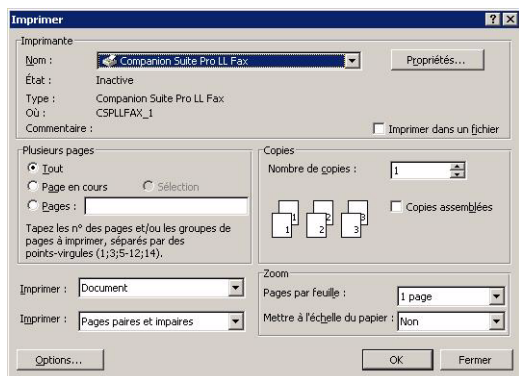 Imprimer
Imprimante
Nom : Companion Suite Pro LL Fax
Propriétés...
État : Inactive
Type : Companion Suite Pro LL Fax
Où : CSPLLFAX_1
Commentaire :
Imprimer dans un fichier
Plusieurs pages
Tout
Page en cours Sélection
Pages :
Tapez les n° des pages et/ou les groupes de
pages à imprimer, séparés par des
points-virgules (1;3;5-12;14).
Copies
Nombre de copies : 1
1 1 2 2 3 3
Copies assemblées
Imprimer : Document
Imprimer : Pages paires et impaires
Zoom
Pages par feuille : 1 page
Mettre à l'échelle du papier : Non
Options...
OK Fermer